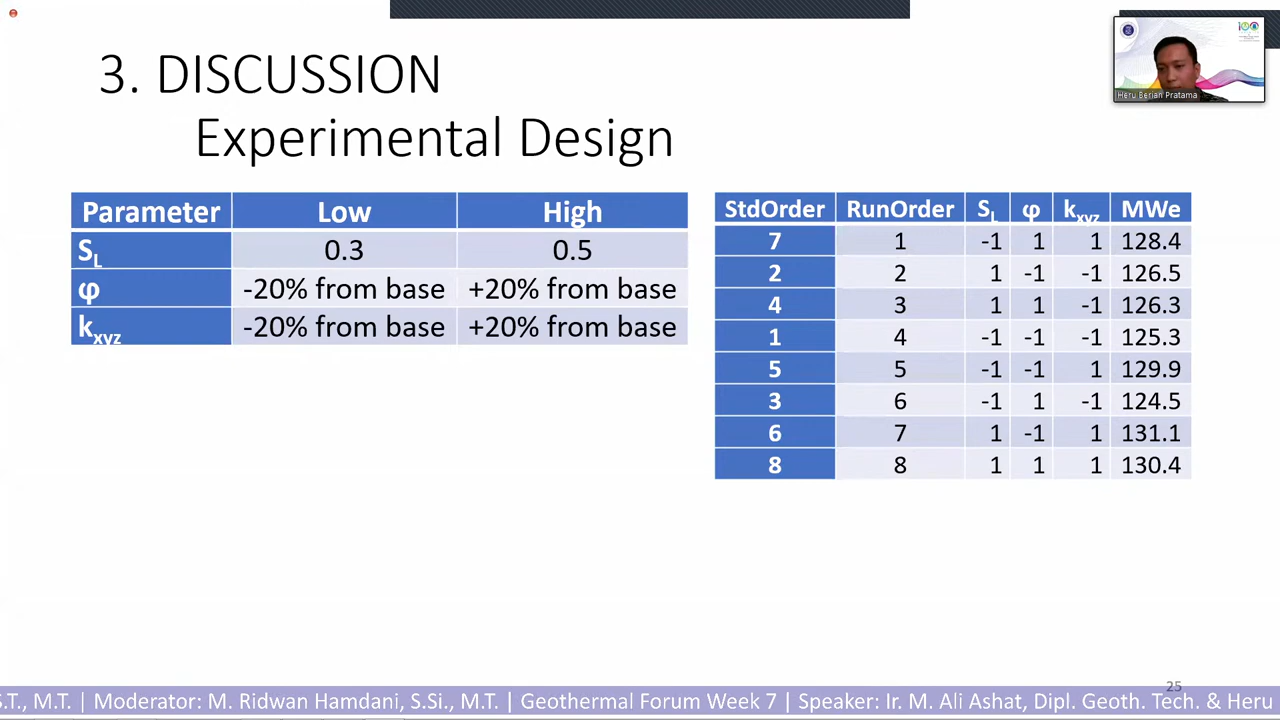 3. DISCUSSION
Experimental Design
Heru Berian Pratama
Parameter Low High
S_L 0.3 0.5
φ -20% from base +20% from base
k_xyz -20% from base +20% from base
StdOrder RunOrder S_L φ k_xyz MWe
7 1 -1 1 1 128.4
2 2 1 -1 -1 126.5
4 3 1 1 -1 126.3
1 4 -1 -1 -1 125.3
5 5 -1 -1 1 129.9
3 6 -1 1 -1 124.5
6 7 1 -1 1 131.1
8 8 1 1 1 130.4
25
S.T., M.T. | Moderator: M. Ridwan Hamdani, S.Si., M.T. | Geothermal Forum Week 7 | Speaker: Ir. M. Ali Ashat, Dipl. Geoth. Tech. & Heru